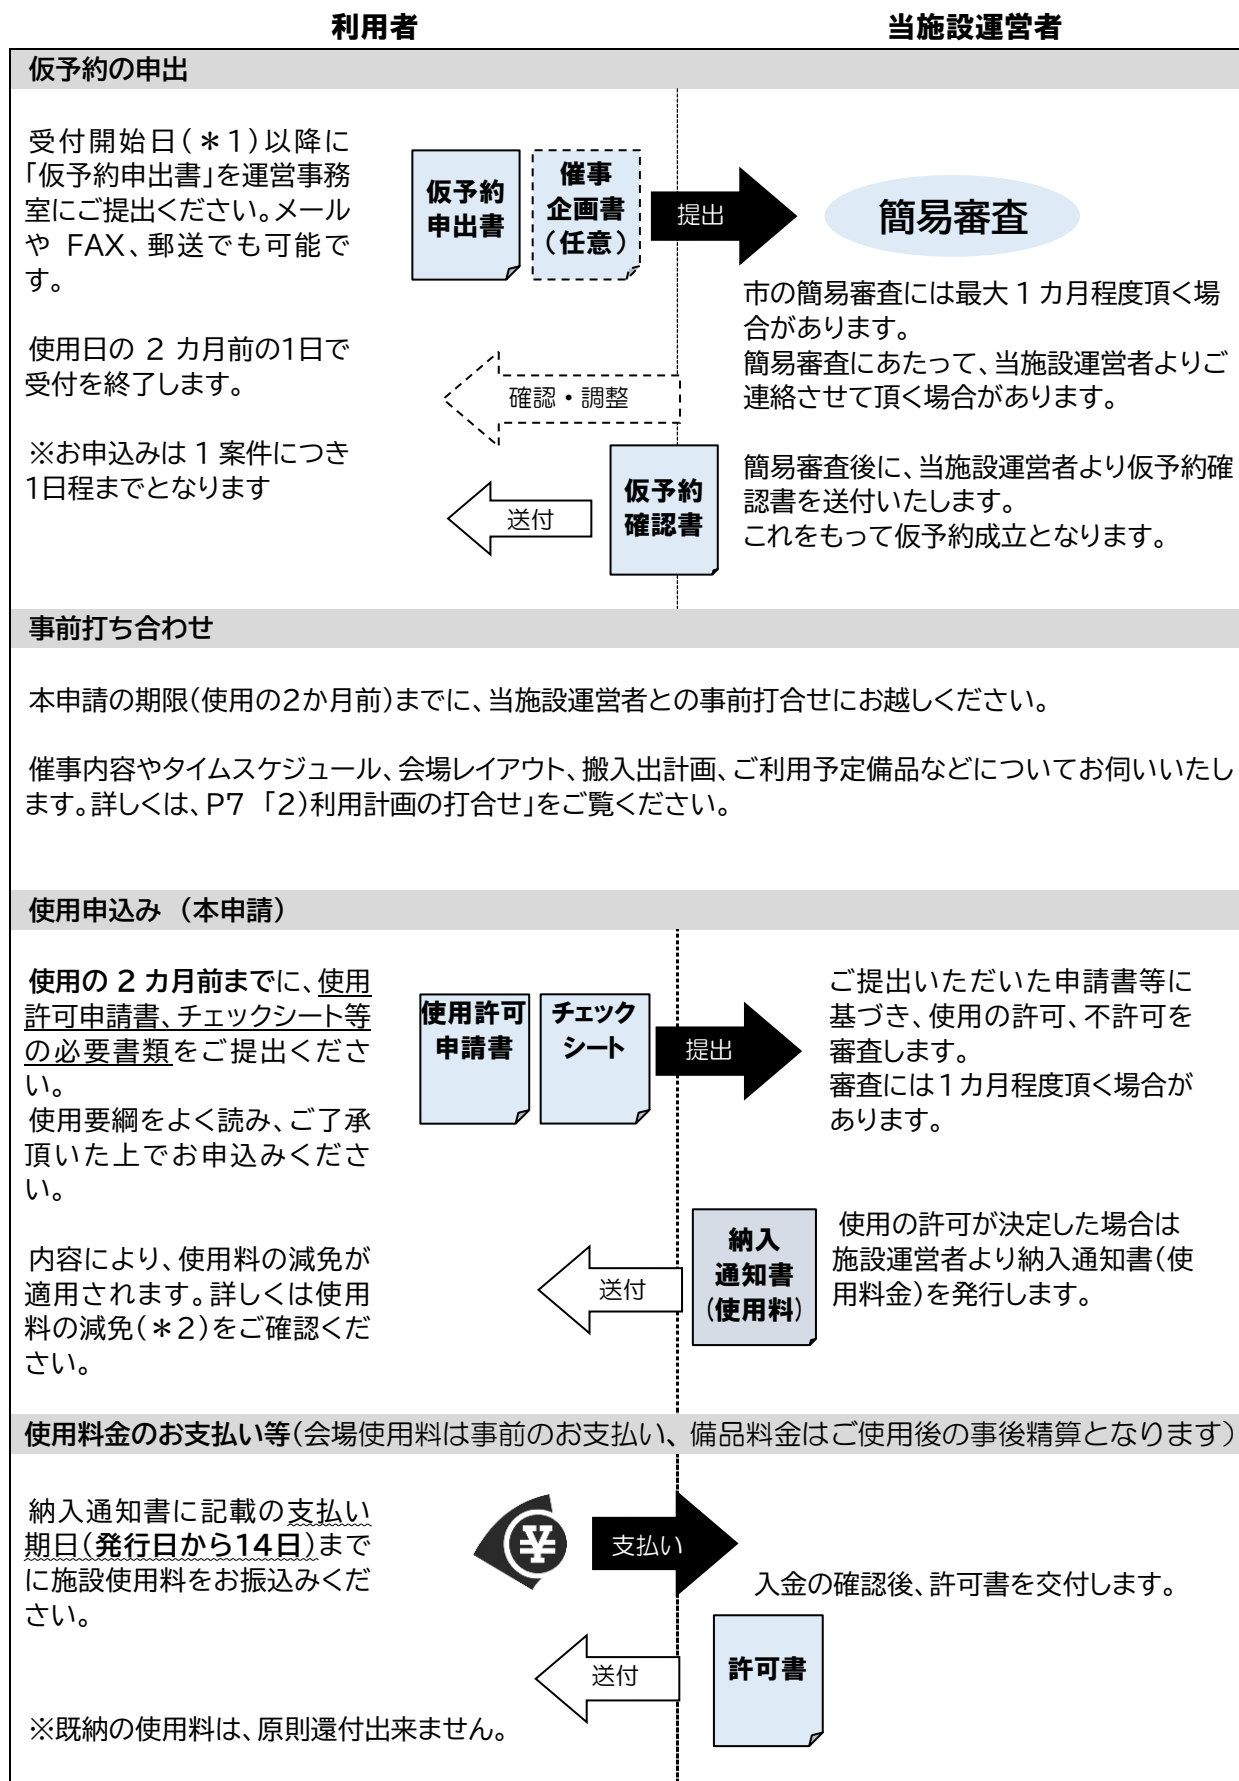 利用者
当施設運営者
仮予約の申出
受付開始日(＊1)以降に
「仮予約申出書」を運営事務
室にご提出ください。メール
や FAX、郵送でも可能で
す。
使用日の 2 カ月前の1日で
受付を終了します。
※お申込みは 1 案件につき
1日程までとなります
仮予約
申出書
催事
企画書
(任意)
提出
簡易審査
市の簡易審査には最大 1 カ月程度頂く場
合があります。
簡易審査にあたって、当施設運営者よりご
連絡させて頂く場合があります。
確認・調整
簡易審査後に、当施設運営者より仮予約確
認書を送付いたします。
これをもって仮予約成立となります。
仮予約
確認書
送付
事前打ち合わせ
本申請の期限(使用の2か月前)までに、当施設運営者との事前打合せにお越しください。
催事内容やタイムスケジュール、会場レイアウト、搬入出計画、ご利用予定備品などについてお伺いいたし
ます。詳しくは、P7 「2)利用計画の打合せ」をご覧ください。
使用申込み (本申請)
使用の 2 カ月前までに、使用
許可申請書、チェックシート等
の必要書類をご提出くださ
い。
使用要綱をよく読み、ご了承
頂いた上でお申込みくださ
い。
内容により、使用料の減免が
適用されます。詳しくは使用
料の減免(＊2)をご確認くだ
さい。
使用許可
申請書
チェック
シート
提出
ご提出いただいた申請書等に
基づき、使用の許可、不許可を
審査します。
審査には1カ月程度頂く場合が
あります。
納入
通知書
(使用料)
送付
使用の許可が決定した場合は
施設運営者より納入通知書(使
用料金)を発行します。
使用料金のお支払い等(会場使用料は事前のお支払い、備品料金はご使用後の事後精算となります)
納入通知書に記載の支払い
期日(発行日から14日)まで
に施設使用料をお振込みくだ
さい。
¥
支払い
入金の確認後、許可書を交付します。
許可書
送付
※既納の使用料は、原則還付出来ません。